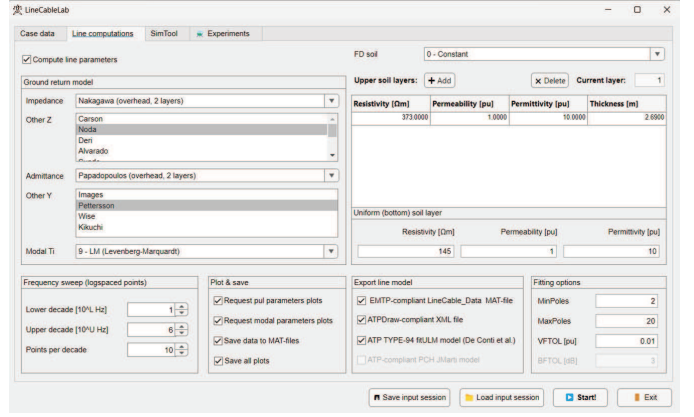 LineCableLab
Case data Line computations SimTool Experiments
Compute line parameters
FD soil 0 - Constant
Ground return model
Impedance Nakagawa (overhead, 2 layers)
Other Z Carson
Noda
Deri
Alvarado
Admittance Papadopoulos (overhead, 2 layers)
Other Y Images
Pettersson
Wise
Kikuchi
Modal Ti 9 - LM (Levenberg-Marquardt)
Upper soil layers: Add Delete Current layer: 1
Resistivity [Ωm] Permeability [pu] Permittivity [pu] Thickness [m]
373.0000 1.0000 10.0000 2.6900
Uniform (bottom) soil layer
Resistivity [Ωm] Permeability [pu] Permittivity [pu]
145 1 10
Frequency sweep (logspaced points)
Lower decade [10^L Hz] 1
Upper decade [10^U Hz] 6
Points per decade 10
Plot & save
Request pul parameters plots
Request modal parameters plots
Save data to MAT-files
Save all plots
Export line model
EMTP-compliant LineCable_Data MAT-file
ATPDraw-compliant XML file
ATP TYPE-94 fitULM model (De Conti et al.)
ATP-compliant PCH JMarti model
Fitting options
MinPoles 2
MaxPoles 20
VFTOL [pu] 0.01
BFTOL [dB] 3
Save input session Load input session Start! Exit